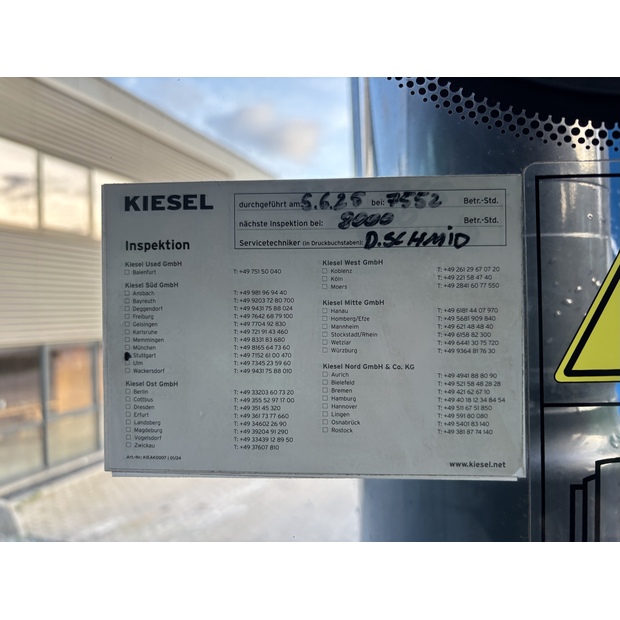 KIESEL
durchgeführt am: 5.6.25 bei: 7552 Betr.-Std.
nächste Inspektion bei: 8000 Betr.-Std.
Servicetechniker (in Druckbuchstaben): D.SCHMID
Inspektion
Kiesel Used GmbH
Baienfurt T: +49 751 50 040
Kiesel Süd GmbH
Ansbach T: +49 981 96 94 40
Bayreuth T: +49 9203 72 80 700
Deggendorf T: +49 9431 75 88 024
Freiburg T: +49 7642 68 79 100
Geisingen T: +49 7704 92 830
Karlsruhe T: +49 721 91 43 460
Memmingen T: +49 8331 83 680
München T: +49 8165 64 73 60
Stuttgart T: +49 7152 61 00 470
Ulm T: +49 7345 23 59 60
Wackersdorf T: +49 9431 75 88 010
Kiesel Ost GmbH
Berlin T: +49 33203 60 73 20
Cottbus T: +49 355 52 97 17 00
Dresden T: +49 351 45 320
Erfurt T: +49 361 73 77 660
Landsberg T: +49 34602 26 90
Magdeburg T: +49 39204 91 290
Vogelsdorf T: +49 33439 12 89 50
Zwickau T: +49 37607 810
Kiesel West GmbH
Koblenz T: +49 261 29 67 07 20
Köln T: +49 221 58 47 40
Moers T: +49 2841 60 77 550
Kiesel Mitte GmbH
Hanau T: +49 6181 44 07 970
Homberg/Efze T: +49 5681 909 840
Mannheim T: +49 621 48 48 40
Stockstadt/Rhein T: +49 6158 82 300
Wetzlar T: +49 6441 30 75 720
Würzburg T: +49 9364 81 76 30
Kiesel Nord GmbH & Co. KG
Aurich T: +49 4941 88 80 90
Bielefeld T: +49 521 58 48 28 28
Bremen T: +49 421 62 67 10
Hamburg T: +49 40 18 12 34 84 54
Hannover T: +49 511 67 51 850
Lingen T: +49 591 80 080
Osnabrück T: +49 5401 83 140
Rostock T: +49 381 87 74 140
www.kiesel.net